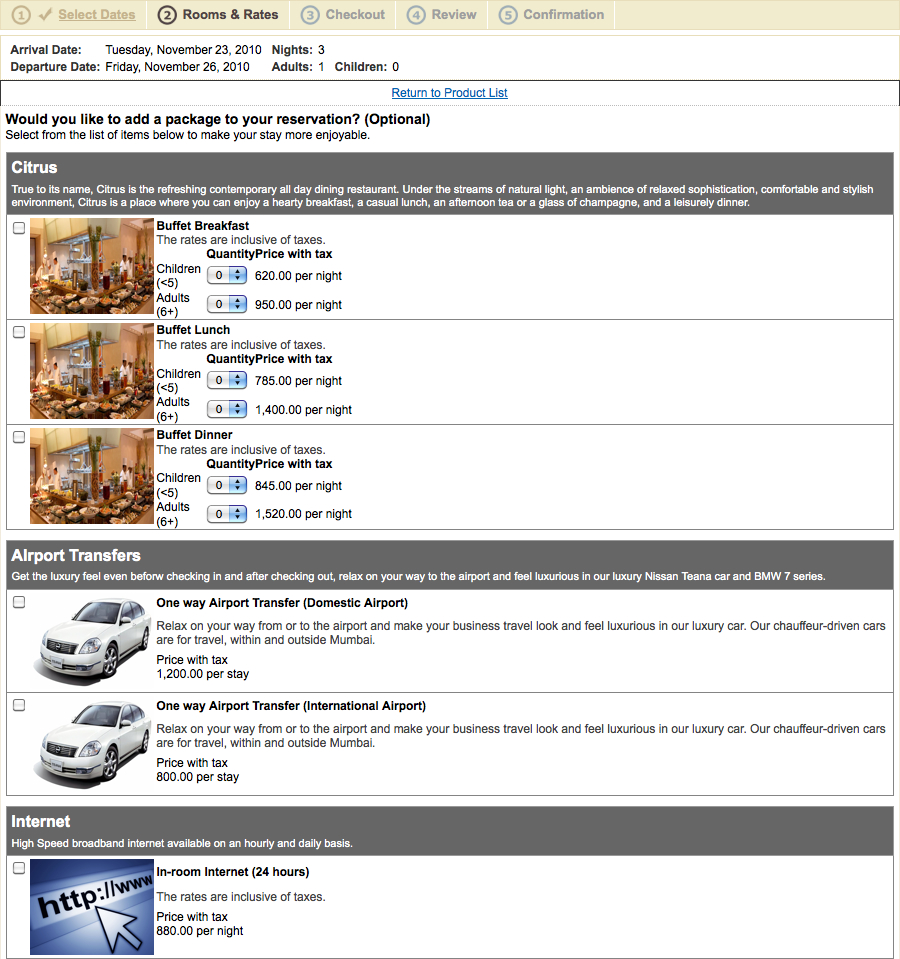 1 Select Dates 2 Rooms & Rates 3 Checkout 4 Review 5 Confirmation
Arrival Date: Tuesday, November 23, 2010 Nights: 3
Departure Date: Friday, November 26, 2010 Adults: 1 Children: 0
Return to Product List
Would you like to add a package to your reservation? (Optional)
Select from the list of items below to make your stay more enjoyable.
Citrus
True to its name, Citrus is the refreshing contemporary all day dining restaurant. Under the streams of natural light, an ambience of relaxed sophistication, comfortable and stylish
environment, Citrus is a place where you can enjoy a hearty breakfast, a casual lunch, an afternoon tea or a glass of champagne, and a leisurely dinner.
Buffet Breakfast
The rates are inclusive of taxes.
QuantityPrice with tax
Children
(<5) 0 620.00 per night
Adults
(6+) 0 950.00 per night
Buffet Lunch
The rates are inclusive of taxes.
QuantityPrice with tax
Children
(<5) 0 785.00 per night
Adults
(6+) 0 1,400.00 per night
Buffet Dinner
The rates are inclusive of taxes.
QuantityPrice with tax
Children
(<5) 0 845.00 per night
Adults
(6+) 0 1,520.00 per night
AIrport Transfers
Get the luxury feel even beforw checking in and after checking out, relax on your way to the airport and feel luxurious in our luxury Nissan Teana car and BMW 7 series.
One way Airport Transfer (Domestic Airport)
Relax on your way from or to the airport and make your business travel look and feel luxurious in our luxury car. Our chauffeur-driven cars
are for travel, within and outside Mumbai.
Price with tax
1,200.00 per stay
One way Airport Transfer (International Airport)
Relax on your way from or to the airport and make your business travel look and feel luxurious in our luxury car. Our chauffeur-driven cars
are for travel, within and outside Mumbai.
Price with tax
800.00 per stay
Internet
High Speed broadband internet available on an hourly and daily basis.
In-room Internet (24 hours)
http://www
The rates are inclusive of taxes.
Price with tax
880.00 per night